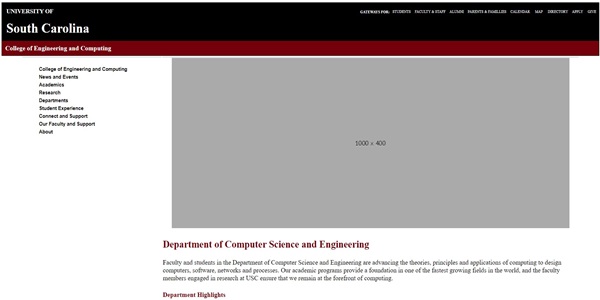 UNIVERSITY OF
South Carolina
GATEWAYS FOR: STUDENTS FACULTY & STAFF ALUMNI PARENTS & FAMILIES CALENDAR MAP DIRECTORY APPLY GIVE
College of Engineering and Computing
College of Engineering and Computing
News and Events
Academics
Research
Departments
Student Experience
Connect and Support
Our Faculty and Support
About
1000 x 400
Department of Computer Science and Engineering
Faculty and students in the Department of Computer Science and Engineering are advancing the theories, principles and applications of computing to design
computers, software, networks and processes. Our academic programs provide a foundation in one of the fastest growing fields in the world, and the faculty
members engaged in research at USC ensure that we remain at the forefront of computing.
Department Highlights